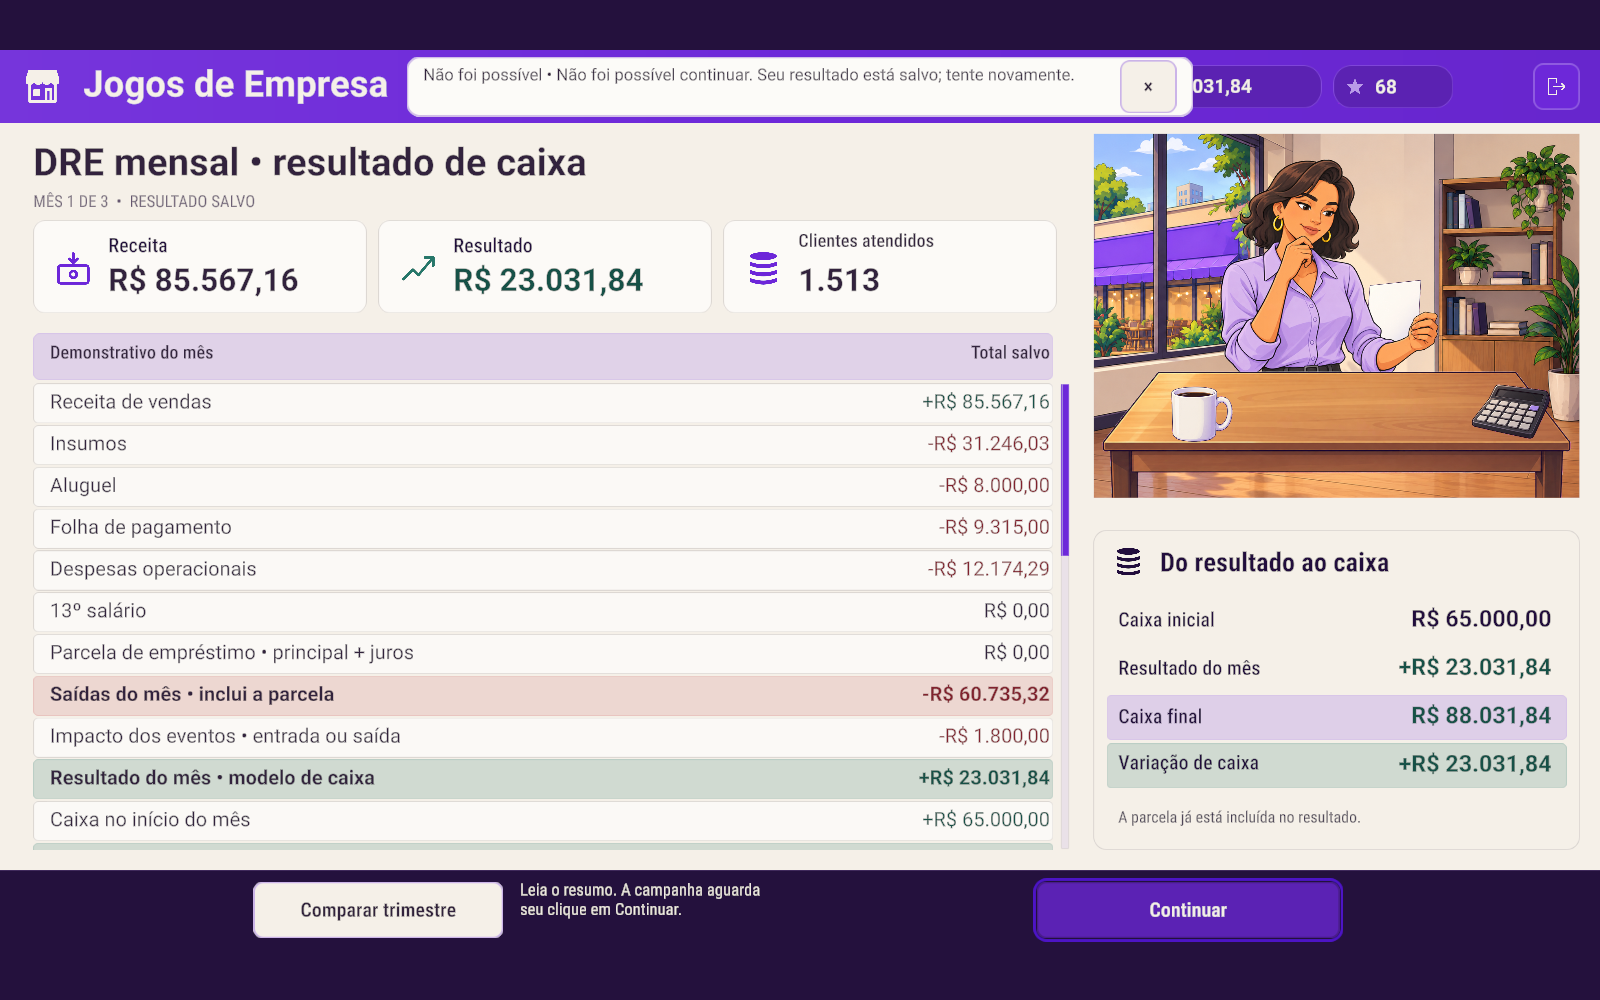 Jogos de Empresa
Não foi possível • Não foi possível continuar. Seu resultado está salvo; tente novamente.
×
031,84
68
DRE mensal • resultado de caixa
MÊS 1 DE 3 • RESULTADO SALVO
Receita
R$ 85.567,16
Resultado
R$ 23.031,84
Clientes atendidos
1.513
Demonstrativo do mês Total salvo
Receita de vendas +R$ 85.567,16
Insumos -R$ 31.246,03
Aluguel -R$ 8.000,00
Folha de pagamento -R$ 9.315,00
Despesas operacionais -R$ 12.174,29
13º salário R$ 0,00
Parcela de empréstimo • principal + juros R$ 0,00
Saídas do mês • inclui a parcela -R$ 60.735,32
Impacto dos eventos • entrada ou saída -R$ 1.800,00
Resultado do mês • modelo de caixa +R$ 23.031,84
Caixa no início do mês +R$ 65.000,00
Do resultado ao caixa
Caixa inicial R$ 65.000,00
Resultado do mês +R$ 23.031,84
Caixa final R$ 88.031,84
Variação de caixa +R$ 23.031,84
A parcela já está incluída no resultado.
Comparar trimestre
Leia o resumo. A campanha aguarda
seu clique em Continuar.
Continuar